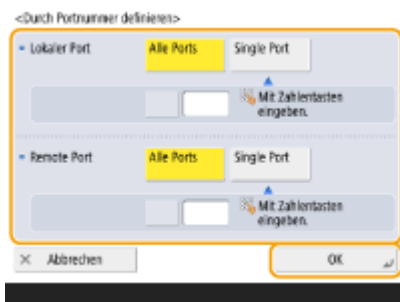 <Durch Portnummer definieren>
Lokaler Port
Alle Ports
Single Port
Mit Zahlentasten
eingeben.
Remote Port
Alle Ports
Single Port
Mit Zahlentasten
eingeben.
× Abbrechen
OK